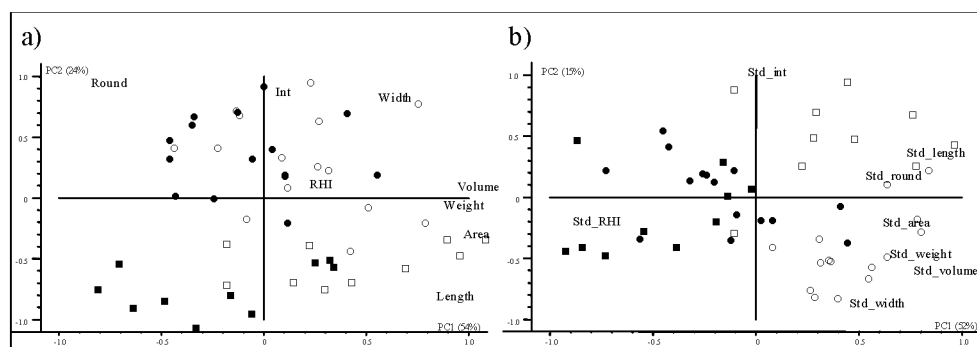 a)
PC2 (24%)
1.0
0.5
0.0
-0.5
-1.0
Round
Int
Width
RHI
Volume
Weight
Area
Length
PC1 (54%)
-1.0
-0.5
0
0.5
1.0
b)
PC2 (15%)
1.0
0.5
0.0
-0.5
-1.0
Std_int
Std_length
Std_round
Std_RHI
Std_area
Std_weight
Std_volume
Std_width
PC1 (52%)
-1.0
-0.5
0
0.5
1.0